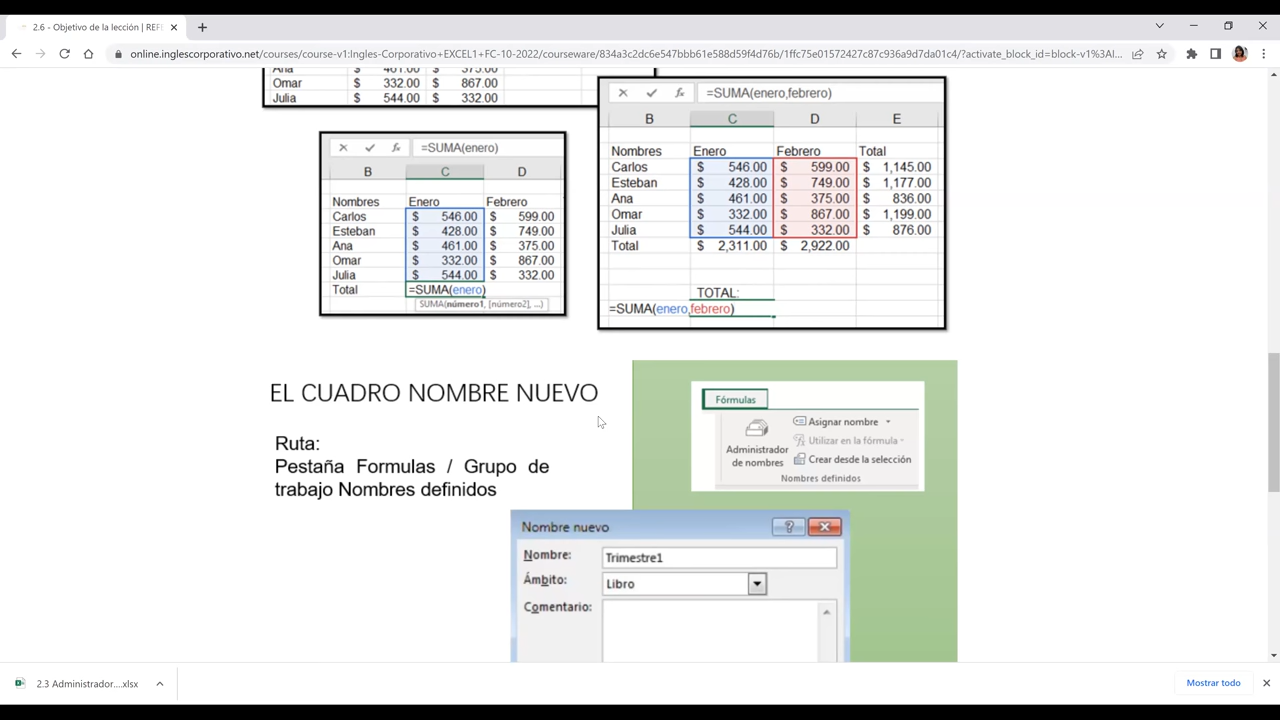 2.6 - Objetivo de la lección | REFE
online.inglescorporativo.net/courses/course-v1:Ingles-Corporativo+EXCEL1+FC-10-2022/courseware/834a3c2dc6e547bbb61e588d59f4d76b/1ffc75e01572427c87c936a9d7da01c4/?activate_block_id=block-v1%3AI...
Ana $ 461.00 $ 375.00
Omar $ 332.00 $ 867.00
Julia $ 544.00 $ 332.00
=SUMA(enero)
B C D
Nombres Enero Febrero
Carlos $ 546.00 $ 599.00
Esteban $ 428.00 $ 749.00
Ana $ 461.00 $ 375.00
Omar $ 332.00 $ 867.00
Julia $ 544.00 $ 332.00
Total =SUMA(enero)
SUMA(número1, [número2], ...)
=SUMA(enero,febrero)
B C D E
Nombres Enero Febrero Total
Carlos $ 546.00 $ 599.00 $ 1,145.00
Esteban $ 428.00 $ 749.00 $ 1,177.00
Ana $ 461.00 $ 375.00 $ 836.00
Omar $ 332.00 $ 867.00 $ 1,199.00
Julia $ 544.00 $ 332.00 $ 876.00
Total $ 2,311.00 $ 2,922.00
TOTAL:
=SUMA(enero,febrero)
EL CUADRO NOMBRE NUEVO
Ruta:
Pestaña Formulas / Grupo de
trabajo Nombres definidos
Fórmulas
Administrador
de nombres
Asignar nombre
Utilizar en la fórmula
Crear desde la selección
Nombres definidos
Nombre nuevo
Nombre: Trimestre1
Ámbito: Libro
Comentario:
2.3 Administrador....xlsx
Mostrar todo